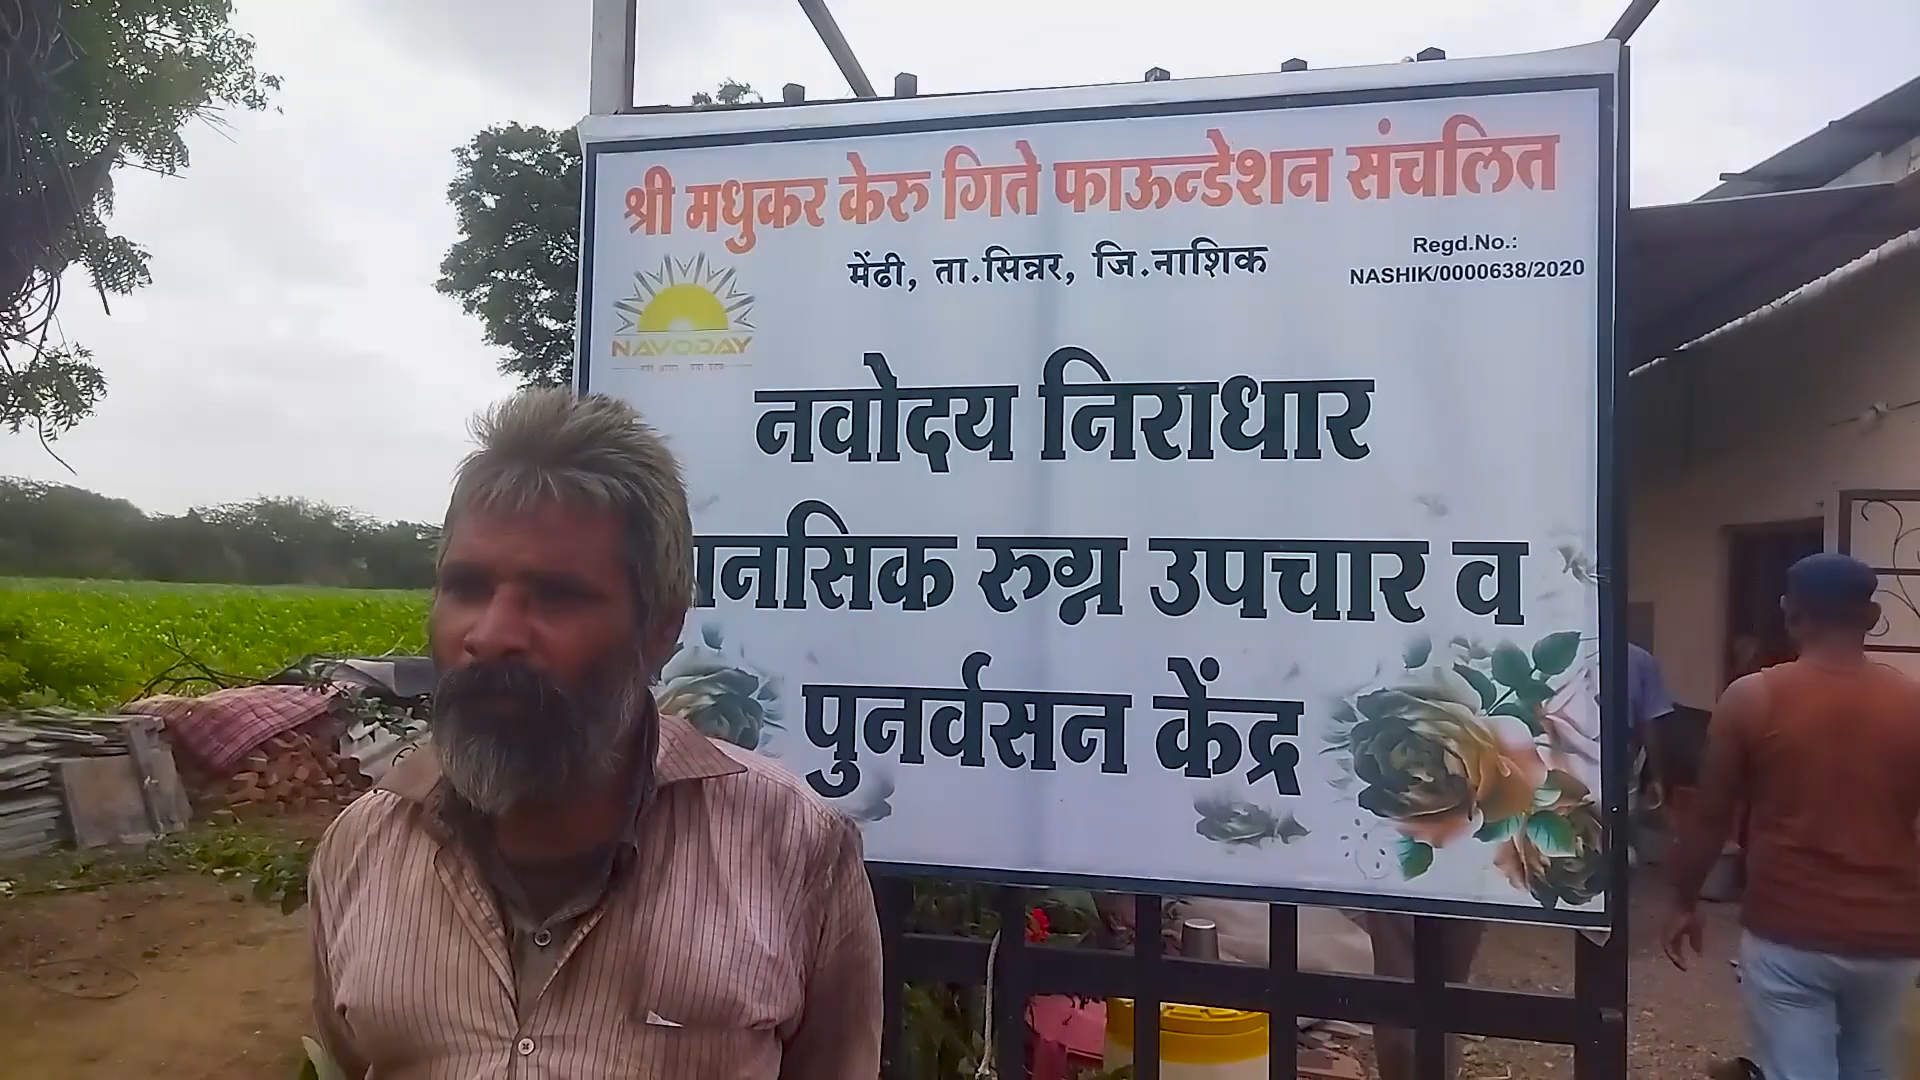 श्री मधुकर केरु गिते फाऊन्डेशन संचलित
मेंढी, ता.सिन्नर, जि.नाशिक
Regd.No.:
NASHIK/0000638/2020
NAVODAY
नवोदय निराधार
मानसिक रुग्न उपचार व
पुनर्वसन केंद्र